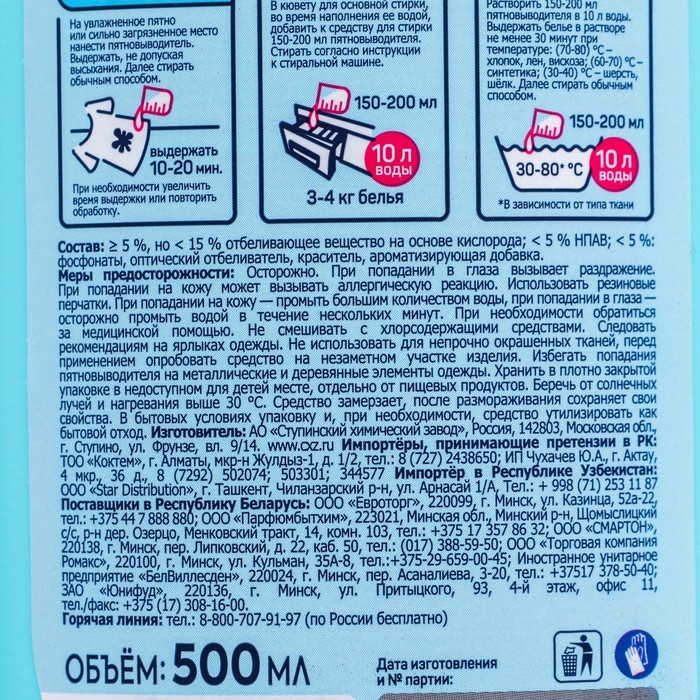 На увлажненное пятно
или сильно загрязненное место
нанести пятновыводитель.
Выдержать, не допуская
высыхания. Далее стирать
обычным способом.
выдержать
10-20 мин.
При необходимости увеличить
время выдержки или повторить
обработку.
В кювету для основной стирки,
во время наполнения ее водой,
добавить к средству для стирки
150-200 мл пятновыводителя.
Стирать согласно инструкции
к стиральной машине.
150-200 мл
10 л
воды
3-4 кг белья
Растворить 150-200 мл
пятновыводителя в 10 л воды.
Выдержать белье в растворе
не менее 30 минут при
температуре: (70-80) °С –
хлопок, лен, вискоза; (60-70) °С –
синтетика; (30-40) °С – шерсть,
шёлк. Далее стирать обычным
способом.
150-200 мл
30-80* °С
10 л
воды
*В зависимости от типа ткани
Состав: ≥ 5 %, но < 15 % отбеливающее вещество на основе кислорода; < 5 % НПАВ; < 5 %:
фосфонаты, оптический отбеливатель, краситель, ароматизирующая добавка.
Меры предосторожности: Осторожно. При попадании в глаза вызывает раздражение.
При попадании на кожу может вызывать аллергическую реакцию. Использовать резиновые
перчатки. При попадании на кожу — промыть большим количеством воды, при попадании в глаза —
осторожно промыть водой в течение нескольких минут. При необходимости обратиться
за медицинской помощью. Не смешивать с хлорсодержащими средствами. Следовать
рекомендациям на ярлыках одежды. Не использовать для непрочно окрашенных тканей, перед
применением опробовать средство на незаметном участке изделия. Избегать попадания
пятновыводителя на металлические и деревянные элементы одежды. Хранить в плотно закрытой
упаковке в недоступном для детей месте, отдельно от пищевых продуктов. Беречь от солнечных
лучей и нагревания выше 30 °С. Средство замерзает, после размораживания сохраняет свои
свойства. В бытовых условиях упаковку и, при необходимости, средство утилизировать как
бытовой отход. Изготовитель: АО «Ступинский химический завод», Россия, 142803, Московская обл.,
г. Ступино, ул. Фрунзе, вл. 9/14. www.cxz.ru Импортёры, принимающие претензии в РК:
ТОО «Коктем», г. Алматы, мкр-н Жулдыз-1, д. 1/2, тел.: 8 (727) 2438650; ИП Чухачев Ю.А., г. Актау,
4 мкр., 36 д., 8 (7292) 502074; 503301; 344577 Импортёр в Республике Узбекистан:
ООО «Star Distribution», г. Ташкент, Чиланзарский р-н, ул. Арнасай 1/А, Тел.: + 998 (71) 253 11 87
Поставщики в Республику Беларусь: ООО «Евроторг», 220099, г. Минск, ул. Казинца, 52а-22,
тел.: +375 44 7 888 880; ООО «Парфюмбытхим», 223021, Минская обл., Минский р-н, Щомыслицкий
с/с, р-н дер. Озерцо, Менковский тракт, 14, комн. 103, тел.: +375 17 357 86 32; ООО «СМАРТОН»,
220138, г. Минск, пер. Липковский, д. 22, каб. 50, тел.: (017) 388-59-50; ООО «Торговая компания
Ромакс», 220100, г. Минск, ул. Кульман, 35А-8, тел.:+375-29-659-00-45; Иностранное унитарное
предприятие «БелВиллесден», 220024, г. Минск, пер. Асаналиева, 3-20, тел.: +37517 378-50-40;
ЗАО «Юнифуд», 220136, г. Минск, ул. Притыцкого, 93, 4-й этаж, офис 11,
тел./факс: +375 (17) 308-16-00.
Горячая линия: тел.: 8-800-707-91-97 (по России бесплатно)
ОБЪЁМ: 500 МЛ
Дата изготовления
и № партии: